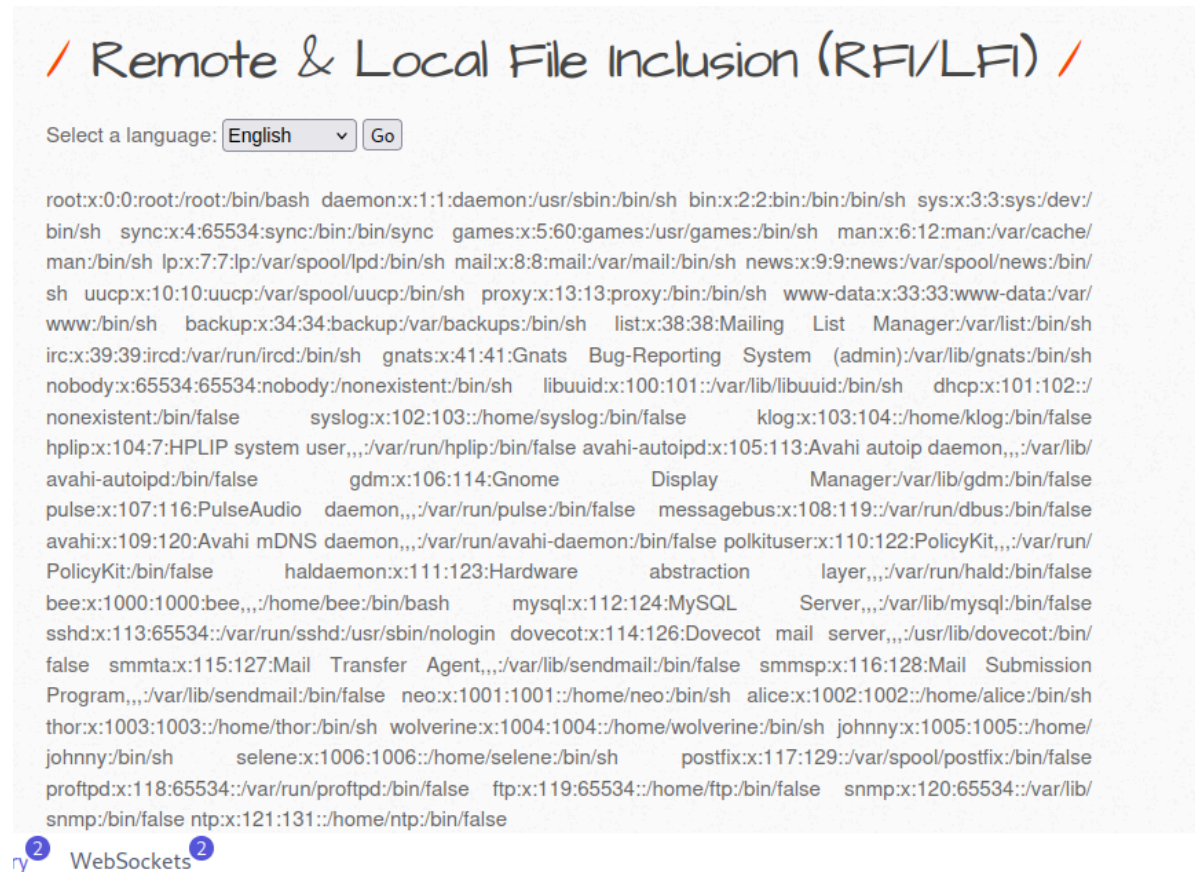 / Remote & Local File Inclusion (RFI/LFI) /
Select a language: English Go
root:x:0:0:root:/root:/bin/bash daemon:x:1:1:daemon:/usr/sbin:/bin/sh bin:x:2:2:bin:/bin:/bin/sh sys:x:3:3:sys:/dev:/
bin/sh sync:x:4:65534:sync:/bin:/bin/sync games:x:5:60:games:/usr/games:/bin/sh man:x:6:12:man:/var/cache/
man:/bin/sh lp:x:7:7:lp:/var/spool/lpd:/bin/sh mail:x:8:8:mail:/var/mail:/bin/sh news:x:9:9:news:/var/spool/news:/bin/
sh uucp:x:10:10:uucp:/var/spool/uucp:/bin/sh proxy:x:13:13:proxy:/bin:/bin/sh www-data:x:33:33:www-data:/var/
www:/bin/sh backup:x:34:34:backup:/var/backups:/bin/sh list:x:38:38:Mailing List Manager:/var/list:/bin/sh
irc:x:39:39:ircd:/var/run/ircd:/bin/sh gnats:x:41:41:Gnats Bug-Reporting System (admin):/var/lib/gnats:/bin/sh
nobody:x:65534:65534:nobody:/nonexistent:/bin/sh libuuid:x:100:101::/var/lib/libuuid:/bin/sh dhcp:x:101:102::/
nonexistent:/bin/false syslog:x:102:103::/home/syslog:/bin/false klog:x:103:104::/home/klog:/bin/false
hplip:x:104:7:HPLIP system user,,,:/var/run/hplip:/bin/false avahi-autoipd:x:105:113:Avahi autoip daemon,,,:/var/lib/
avahi-autoipd:/bin/false gdm:x:106:114:Gnome Display Manager:/var/lib/gdm:/bin/false
pulse:x:107:116:PulseAudio daemon,,,:/var/run/pulse:/bin/false messagebus:x:108:119::/var/run/dbus:/bin/false
avahi:x:109:120:Avahi mDNS daemon,,,:/var/run/avahi-daemon:/bin/false polkituser:x:110:122:PolicyKit,,,:/var/run/
PolicyKit:/bin/false haldaemon:x:111:123:Hardware abstraction layer,,,:/var/run/hald:/bin/false
bee:x:1000:1000:bee,,,:/home/bee:/bin/bash mysql:x:112:124:MySQL Server,,,:/var/lib/mysql:/bin/false
sshd:x:113:65534::/var/run/sshd:/usr/sbin/nologin dovecot:x:114:126:Dovecot mail server,,,:/usr/lib/dovecot:/bin/
false smmta:x:115:127:Mail Transfer Agent,,,:/var/lib/sendmail:/bin/false smmsp:x:116:128:Mail Submission
Program,,,:/var/lib/sendmail:/bin/false neo:x:1001:1001::/home/neo:/bin/sh alice:x:1002:1002::/home/alice:/bin/sh
thor:x:1003:1003::/home/thor:/bin/sh wolverine:x:1004:1004::/home/wolverine:/bin/sh johnny:x:1005:1005::/home/
johnny:/bin/sh selene:x:1006:1006::/home/selene:/bin/sh postfix:x:117:129::/var/spool/postfix:/bin/false
proftpd:x:118:65534::/var/run/proftpd:/bin/false ftp:x:119:65534::/home/ftp:/bin/false snmp:x:120:65534::/var/lib/
snmp:/bin/false ntp:x:121:131::/home/ntp:/bin/false
ry 2 WebSockets 2